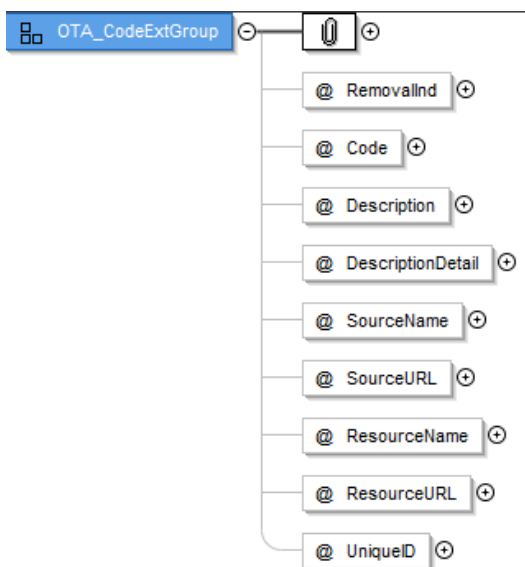 OTA_CodeExtGroup
@ RemovalInd
@ Code
@ Description
@ DescriptionDetail
@ SourceName
@ SourceURL
@ ResourceName
@ ResourceURL
@ UniqueID